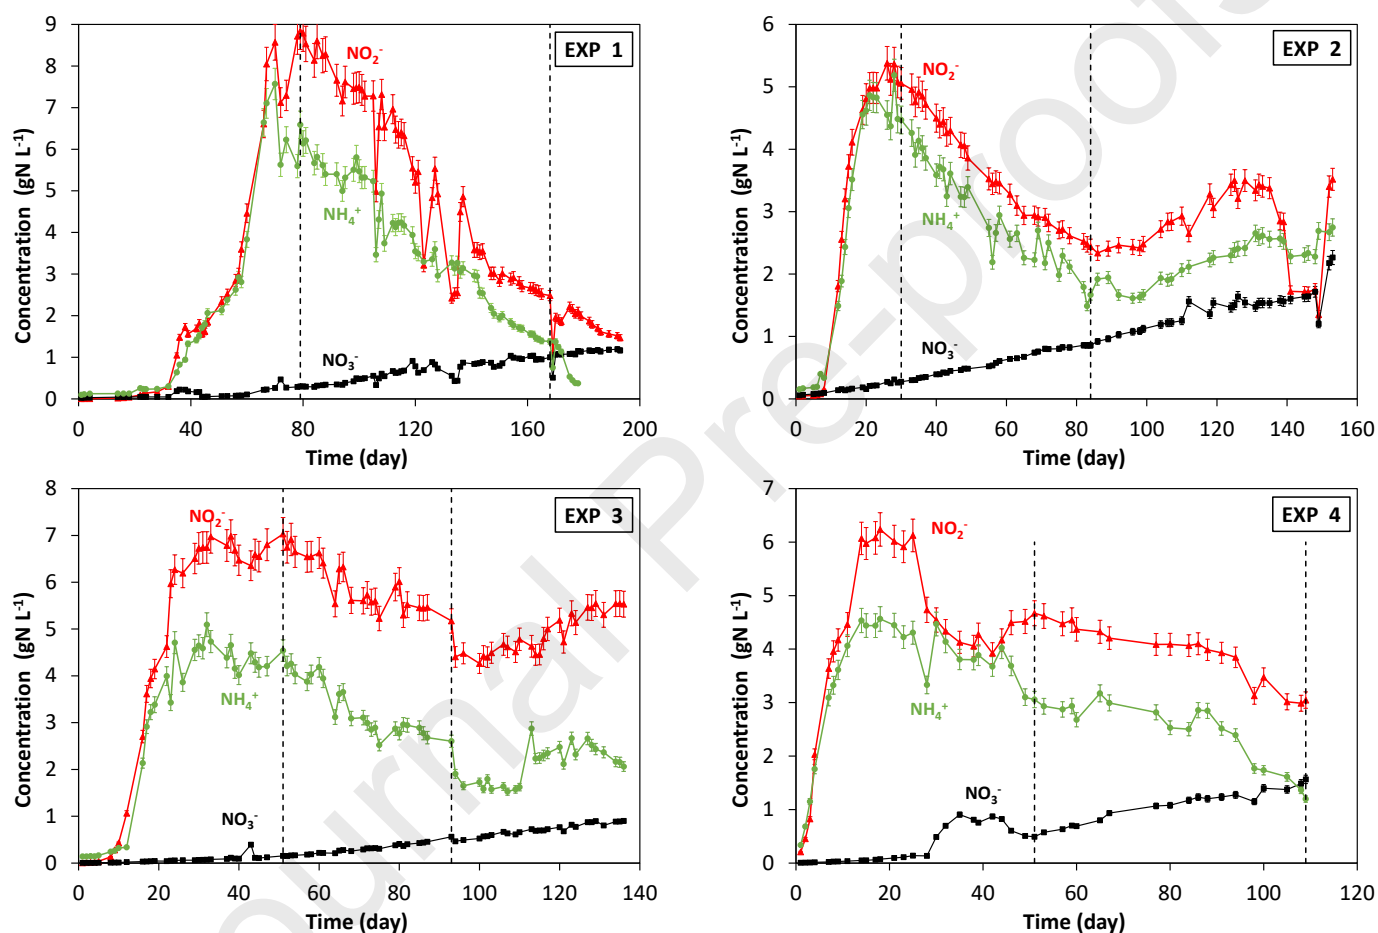 EXP 1
NO₂⁻
NH₄⁺
NO₃⁻
Concentration (gN L⁻¹)
0 1 2 3 4 5 6 7 8 9
0 40 80 120 160 200
Time (day)
EXP 2
NO₂⁻
NH₄⁺
NO₃⁻
Concentration (gN L⁻¹)
0 1 2 3 4 5 6
0 20 40 60 80 100 120 140 160
Time (day)
EXP 3
NO₂⁻
NH₄⁺
NO₃⁻
Concentration (gN L⁻¹)
0 1 2 3 4 5 6 7 8
0 20 40 60 80 100 120 140
Time (day)
EXP 4
NO₂⁻
NH₄⁺
NO₃⁻
Concentration (gN L⁻¹)
0 1 2 3 4 5 6 7
0 20 40 60 80 100 120
Time (day)
ournal Pre-proofs